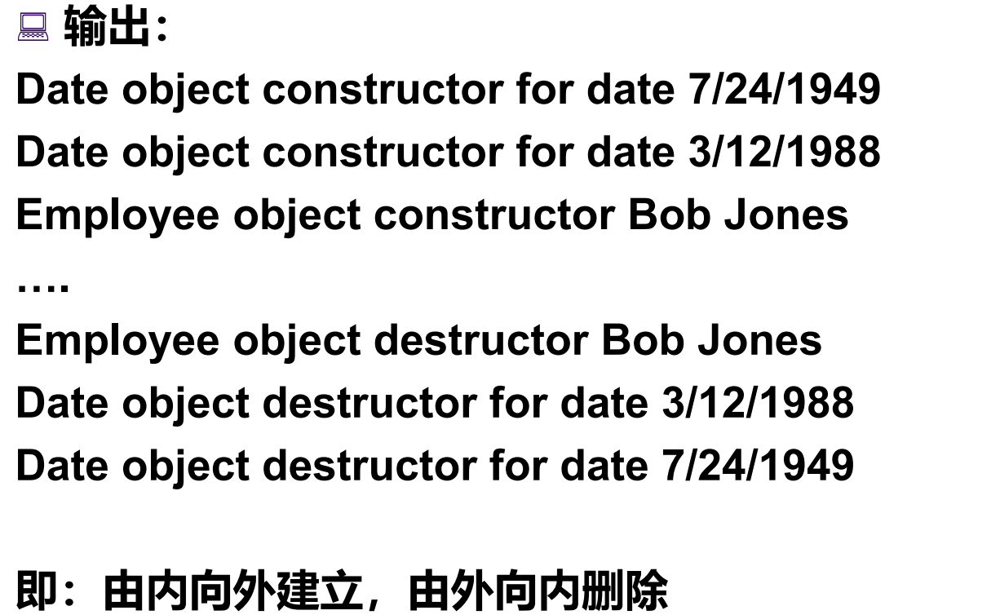 输出：
Date object constructor for date 7/24/1949
Date object constructor for date 3/12/1988
Employee object constructor Bob Jones
….
Employee object destructor Bob Jones
Date object destructor for date 3/12/1988
Date object destructor for date 7/24/1949
即：由内向外建立，由外向内删除